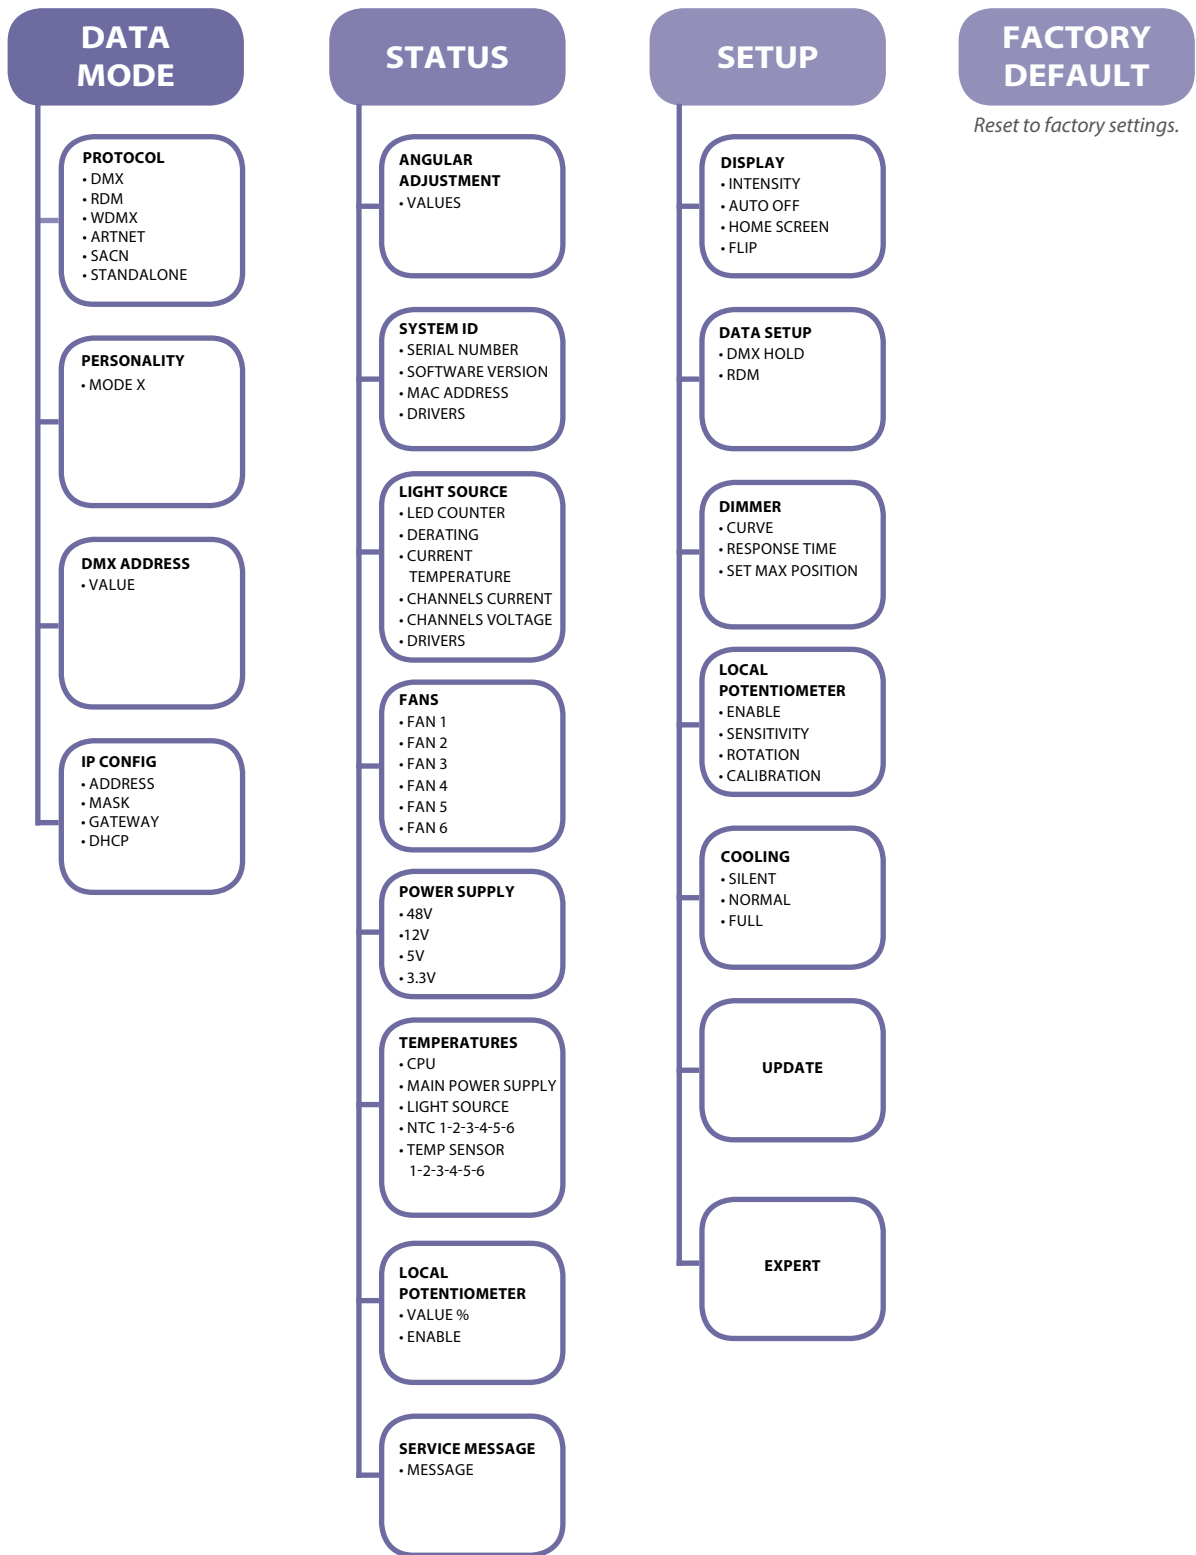 DATA
MODE
PROTOCOL
• DMX
• RDM
• WDMX
• ARTNET
• SACN
• STANDALONE
PERSONALITY
• MODE X
DMX ADDRESS
• VALUE
IP CONFIG
• ADDRESS
• MASK
• GATEWAY
• DHCP
STATUS
ANGULAR
ADJUSTMENT
• VALUES
SYSTEM ID
• SERIAL NUMBER
• SOFTWARE VERSION
• MAC ADDRESS
• DRIVERS
LIGHT SOURCE
• LED COUNTER
• DERATING
• CURRENT
TEMPERATURE
• CHANNELS CURRENT
• CHANNELS VOLTAGE
• DRIVERS
FANS
• FAN 1
• FAN 2
• FAN 3
• FAN 4
• FAN 5
• FAN 6
POWER SUPPLY
• 48V
•12V
• 5V
• 3.3V
TEMPERATURES
• CPU
• MAIN POWER SUPPLY
• LIGHT SOURCE
• NTC 1-2-3-4-5-6
• TEMP SENSOR
1-2-3-4-5-6
LOCAL
POTENTIOMETER
• VALUE %
• ENABLE
SERVICE MESSAGE
• MESSAGE
SETUP
DISPLAY
• INTENSITY
• AUTO OFF
• HOME SCREEN
• FLIP
DATA SETUP
• DMX HOLD
• RDM
DIMMER
• CURVE
• RESPONSE TIME
• SET MAX POSITION
LOCAL
POTENTIOMETER
• ENABLE
• SENSITIVITY
• ROTATION
• CALIBRATION
COOLING
• SILENT
• NORMAL
• FULL
UPDATE
EXPERT
FACTORY
DEFAULT
Reset to factory settings.